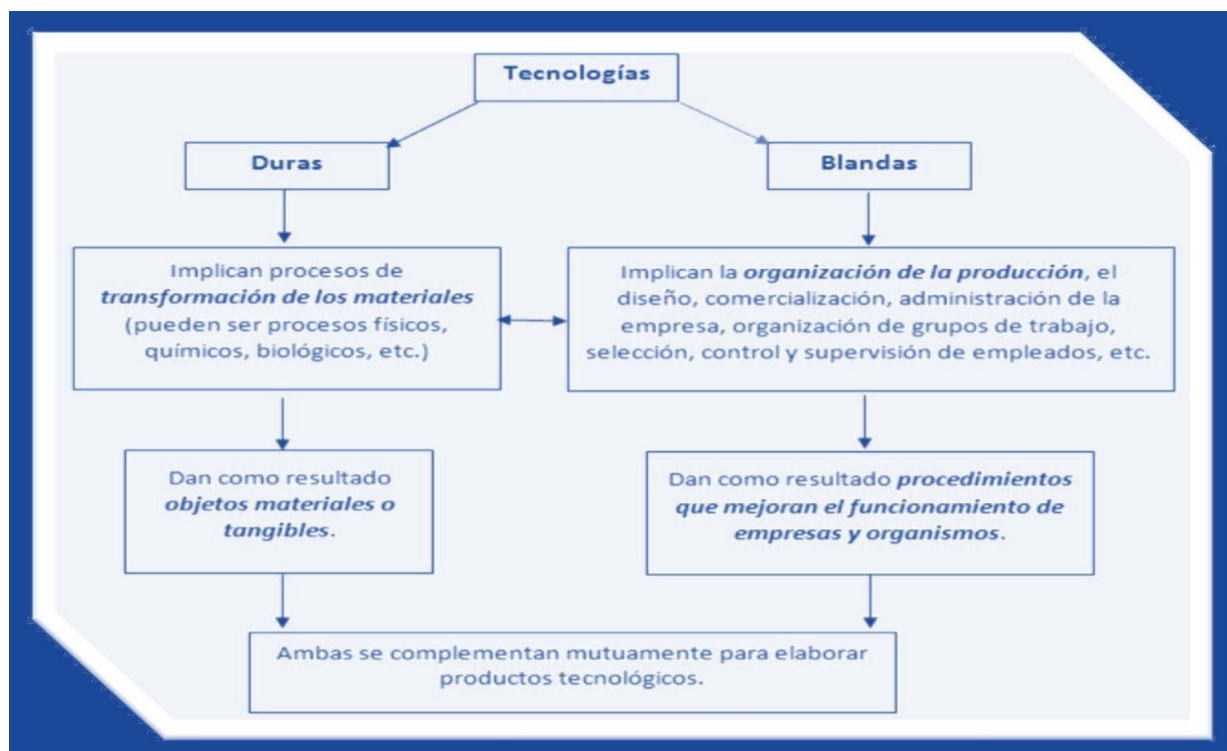 Tecnologías
Duras
Blandas
Implican procesos de
transformación de los materiales
(pueden ser procesos físicos,
químicos, biológicos, etc.)
Implican la organización de la producción, el
diseño, comercialización, administración de la
empresa, organización de grupos de trabajo,
selección, control y supervisión de empleados, etc.
Dan como resultado
objetos materiales o
tangibles.
Dan como resultado procedimientos
que mejoran el funcionamiento de
empresas y organismos.
Ambas se complementan mutuamente para elaborar
productos tecnológicos.